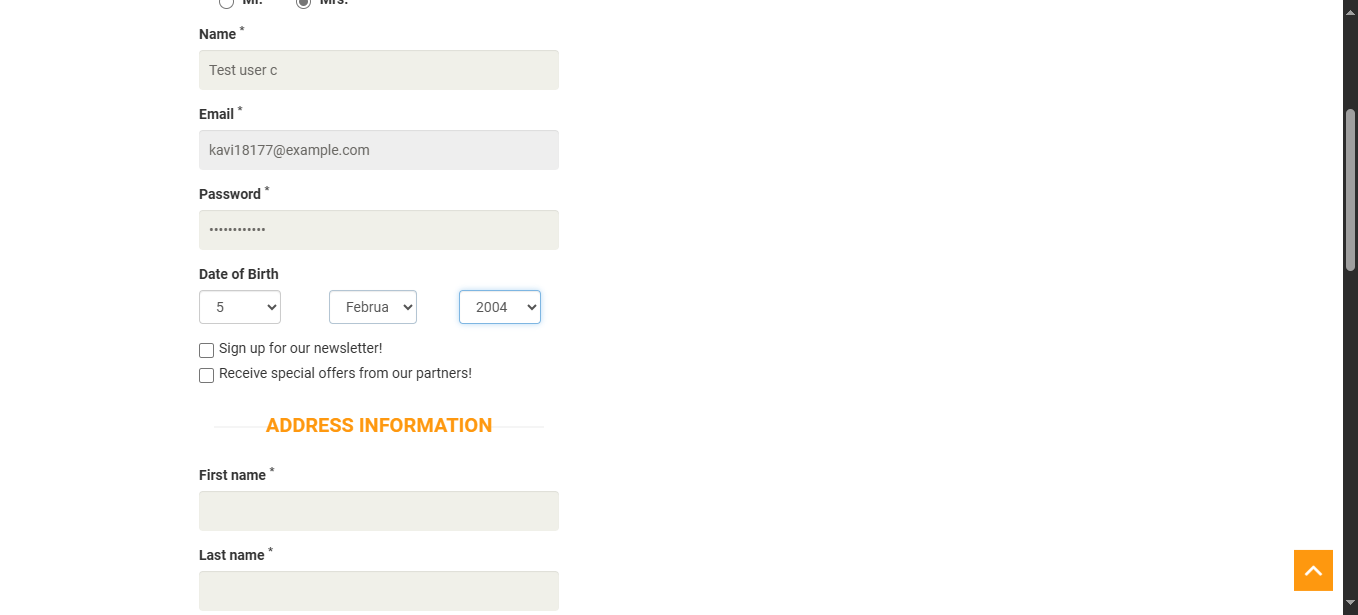 Mr. Mrs.
Name *
Test user c
Email *
kavi18177@example.com
Password *
••••••••••••
Date of Birth
5 Februa 2004
Sign up for our newsletter!
Receive special offers from our partners!
ADDRESS INFORMATION
First name *
Last name *